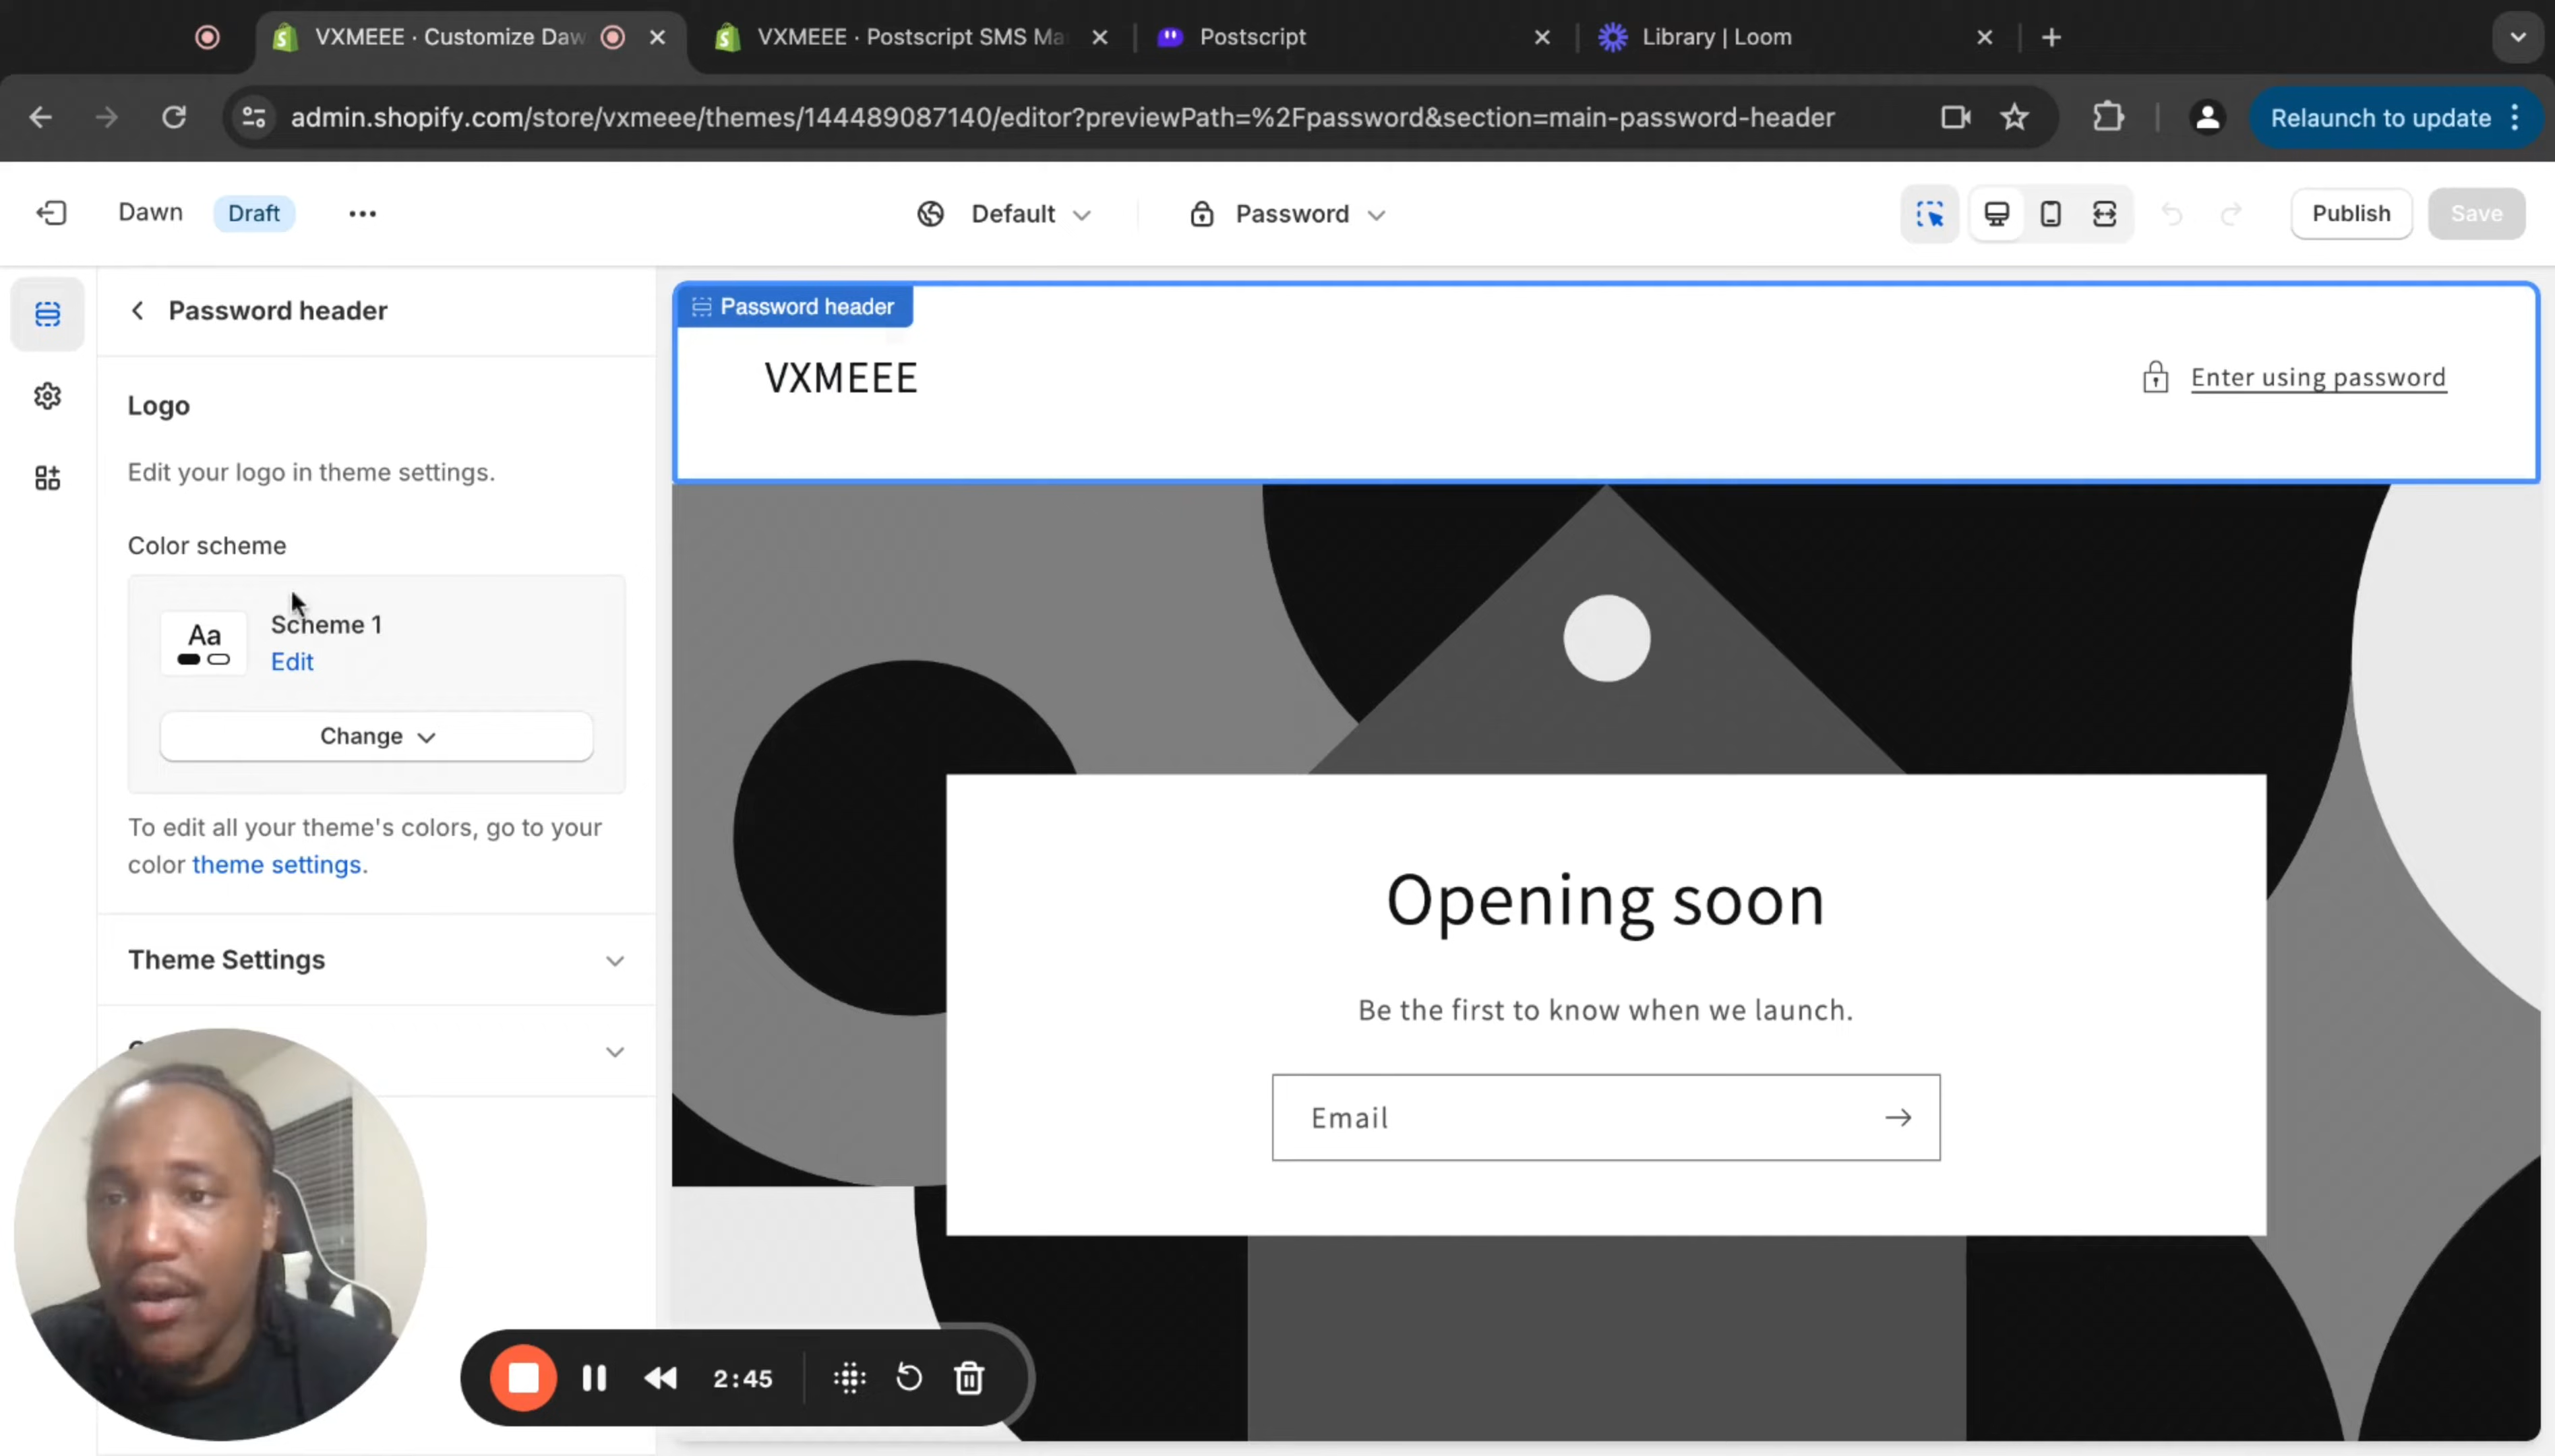 VXMEEE · Customize Daw
VXMEEE · Postscript SMS Ma
Postscript
Library | Loom
admin.shopify.com/store/vxmeee/themes/144489087140/editor?previewPath=%2Fpassword&section=main-password-header
Relaunch to update
Dawn
Draft
Default
Password
Publish
Save
Password header
Logo
Edit your logo in theme settings.
Color scheme
Aa
Scheme 1
Edit
Change
To edit all your theme's colors, go to your
color theme settings.
Theme Settings
Password header
VXMEEE
Enter using password
Opening soon
Be the first to know when we launch.
Email
2:45